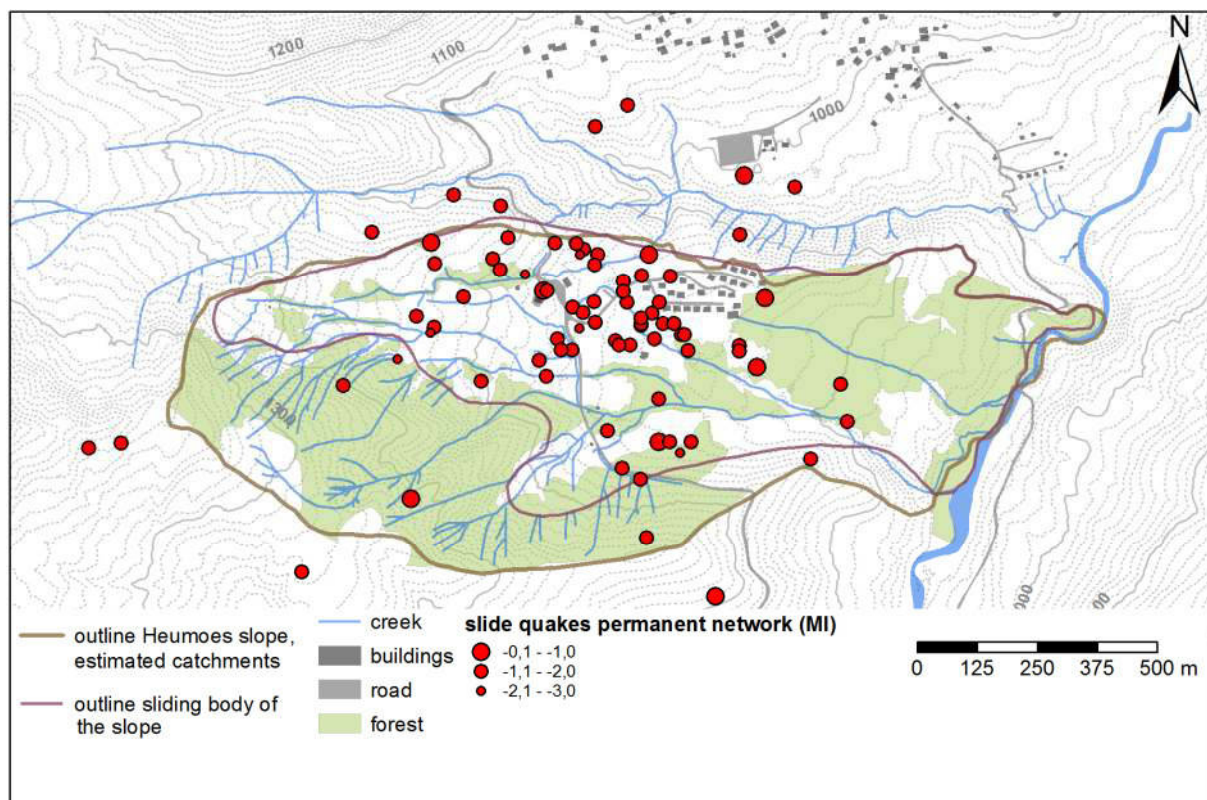 1200
1100
N
1000
1300
000
outline Heumoes slope,
estimated catchments
outline sliding body of
the slope
creek
buildings
road
forest
slide quakes permanent network (Ml)
-0,1 - -1,0
-1,1 - -2,0
-2,1 - -3,0
0 125 250 375 500 m